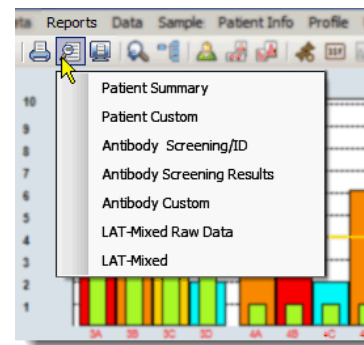 Reports Data Sample Patient Info Profile
Patient Summary
Patient Custom
Antibody Screening/ID
Antibody Screening Results
Antibody Custom
LAT-Mixed Raw Data
LAT-Mixed
10
9
8
7
6
5
4
3
2
1
3A 3B 3C 3D 4A 4B 4C